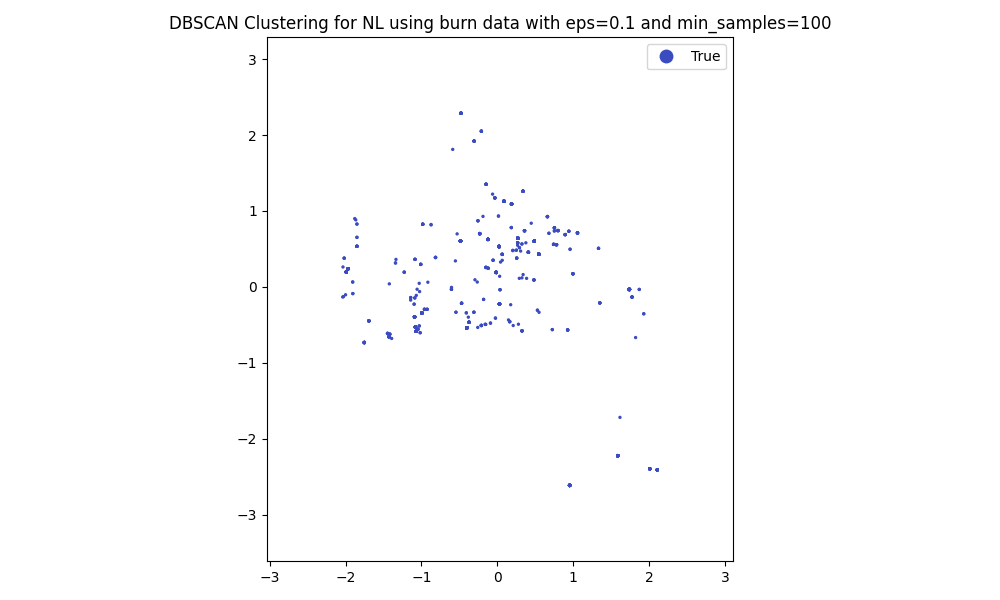 DBSCAN Clustering for NL using burn data with eps=0.1 and min_samples=100
True
3
2
1
0
−1
−2
−3
−3 −2 −1 0 1 2 3